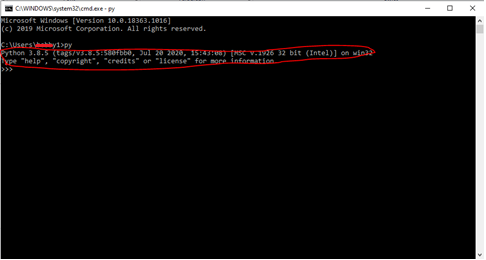 C:\WINDOWS\system32\cmd.exe - py
Microsoft Windows [Version 10.0.18363.1016]
(c) 2019 Microsoft Corporation. All rights reserved.
C:\Users\1>py
Python 3.8.5 (tags/v3.8.5:580fbb0, Jul 20 2020, 15:43:08) [MSC v.1926 32 bit (Intel)] on win32
Type "help", "copyright", "credits" or "license" for more information.
>>>